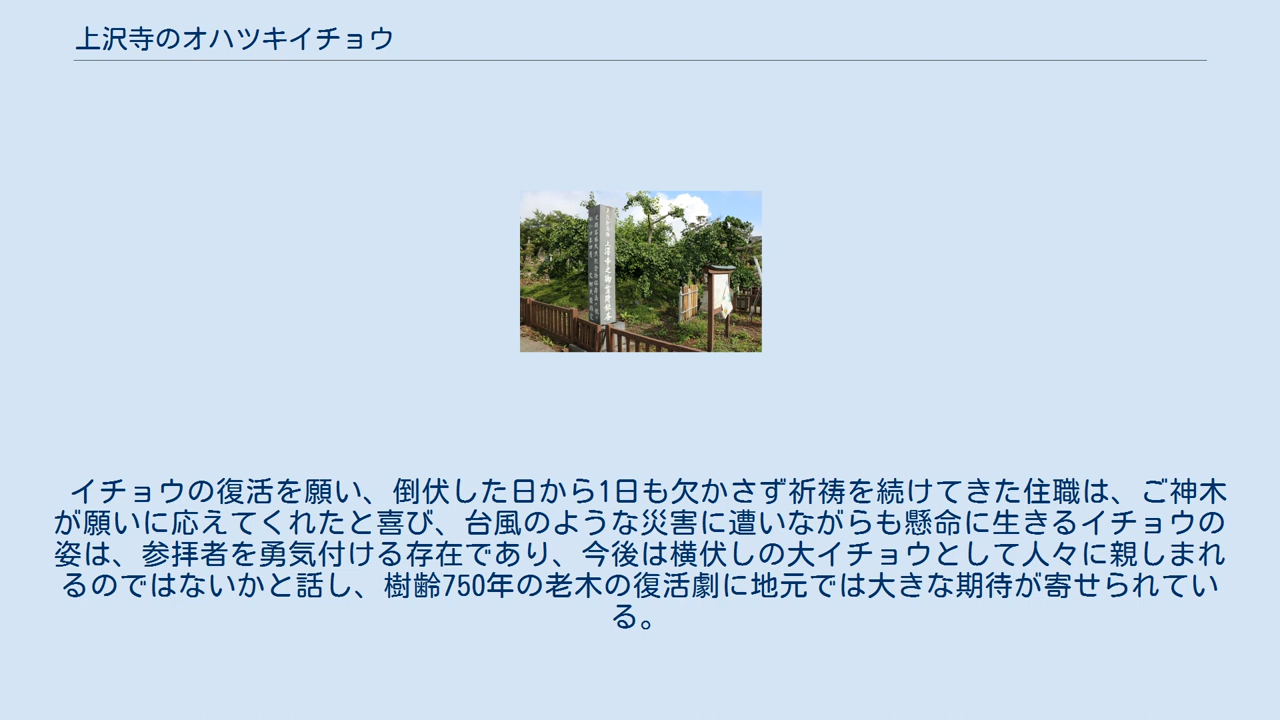 上沢寺のオハツキイチョウ
イチョウの復活を願い、倒伏した日から1日も欠かさず祈祷を続けてきた住職は、ご神木
が願いに応えてくれたと喜び、台風のような災害に遭いながらも懸命に生きるイチョウの
姿は、参拝者を勇気付ける存在であり、今後は横伏しの大イチョウとして人々に親しまれ
るのではないかと話し、樹齢750年の老木の復活劇に地元では大きな期待が寄せられてい
る。